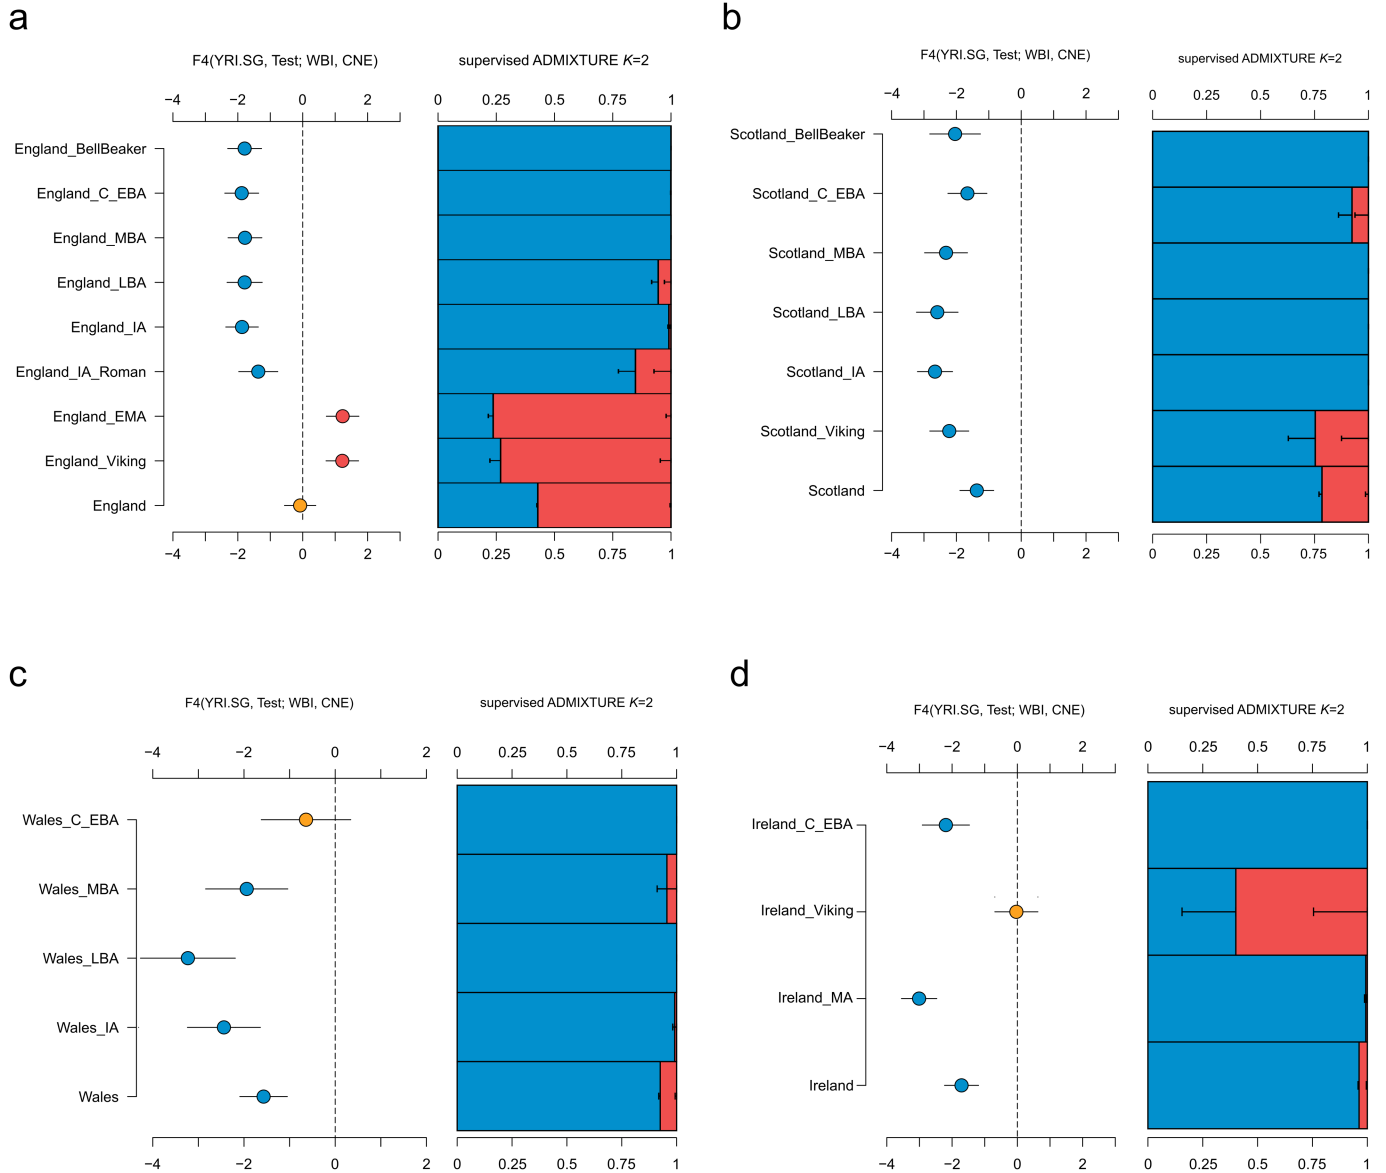 a
F4(YRI.SG, Test; WBI, CNE)
supervised ADMIXTURE K=2
−4 −2 0 2
0 0.25 0.5 0.75 1
England_BellBeaker
England_C_EBA
England_MBA
England_LBA
England_IA
England_IA_Roman
England_EMA
England_Viking
England
−4 −2 0 2
0 0.25 0.5 0.75 1
b
F4(YRI.SG, Test; WBI, CNE)
supervised ADMIXTURE K=2
−4 −2 0 2
0 0.25 0.5 0.75 1
Scotland_BellBeaker
Scotland_C_EBA
Scotland_MBA
Scotland_LBA
Scotland_IA
Scotland_Viking
Scotland
−4 −2 0 2
0 0.25 0.5 0.75 1
c
F4(YRI.SG, Test; WBI, CNE)
supervised ADMIXTURE K=2
−4 −2 0 2
0 0.25 0.5 0.75 1
Wales_C_EBA
Wales_MBA
Wales_LBA
Wales_IA
Wales
−4 −2 0 2
0 0.25 0.5 0.75 1
d
F4(YRI.SG, Test; WBI, CNE)
supervised ADMIXTURE K=2
−4 −2 0 2
0 0.25 0.5 0.75 1
Ireland_C_EBA
Ireland_Viking
Ireland_MA
Ireland
−4 −2 0 2
0 0.25 0.5 0.75 1